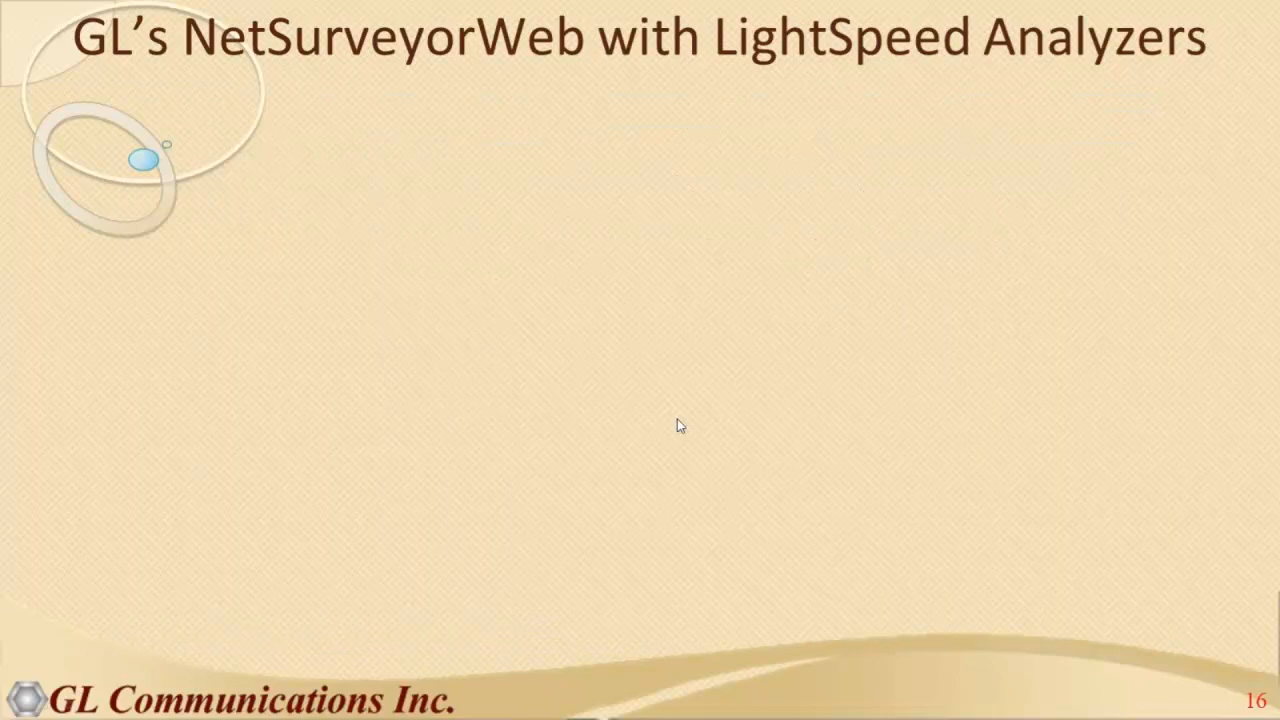 GL’s NetSurveyorWeb with LightSpeed Analyzers
GL Communications Inc.
16